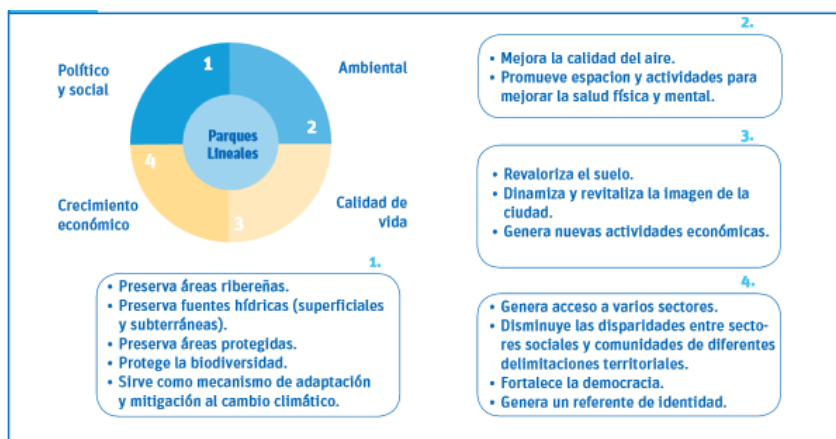 Político
y social
1
Ambiental
2
Parques
Lineales
4
Crecimiento
económico
3
Calidad de
vida
1.
• Preserva áreas ribereñas.
• Preserva fuentes hídricas (superficiales
y subterráneas).
• Preserva áreas protegidas.
• Protege la biodiversidad.
• Sirve como mecanismo de adaptación
y mitigación al cambio climático.
2.
• Mejora la calidad del aire.
• Promueve espacion y actividades para
mejorar la salud física y mental.
3.
• Revaloriza el suelo.
• Dinamiza y revitaliza la imagen de la
ciudad.
• Genera nuevas actividades económicas.
4.
• Genera acceso a varios sectores.
• Disminuye las disparidades entre secto-
res sociales y comunidades de diferentes
delimitaciones territoriales.
• Fortalece la democracia.
• Genera un referente de identidad.